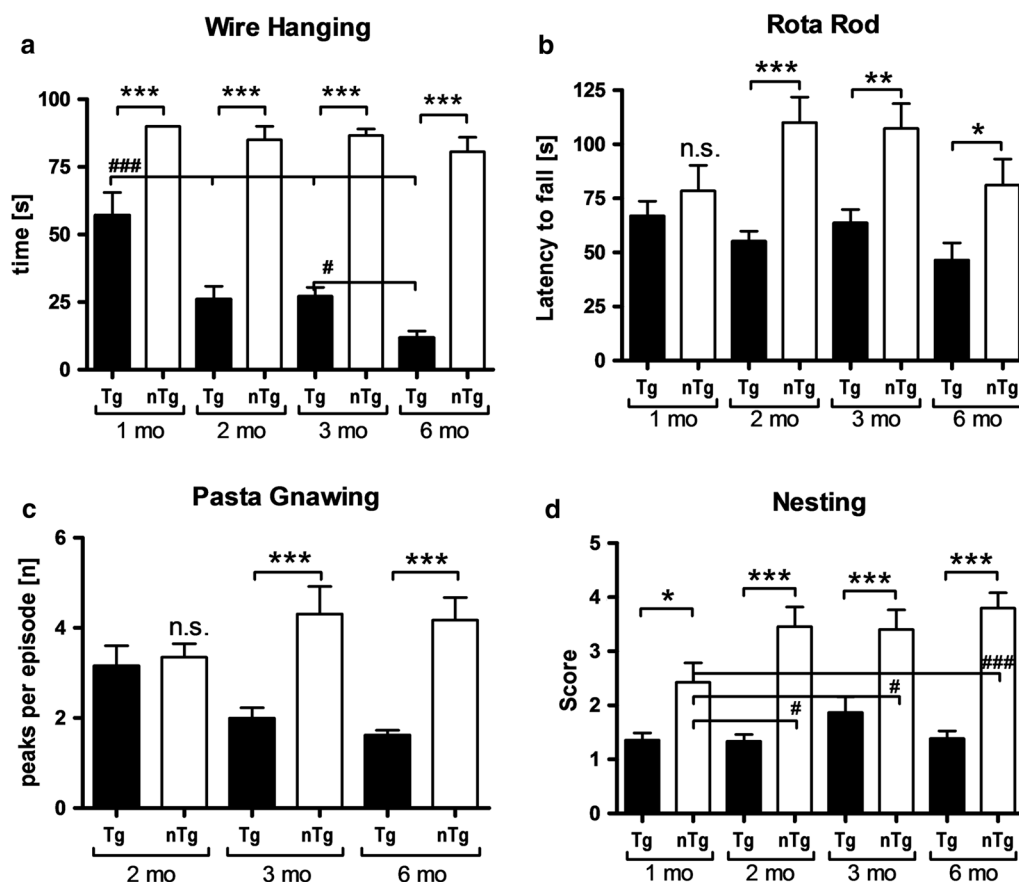 a
Wire Hanging
*** *** *** ***
100
75
50
25
0
time [s]
###
#
Tg nTg Tg nTg Tg nTg Tg nTg
1 mo 2 mo 3 mo 6 mo
b
Rota Rod
*** ** *
n.s.
125
100
75
50
25
0
Latency to fall [s]
Tg nTg Tg nTg Tg nTg Tg nTg
1 mo 2 mo 3 mo 6 mo
c
Pasta Gnawing
*** ***
n.s.
6
4
2
0
peaks per episode [n]
Tg nTg Tg nTg Tg nTg
2 mo 3 mo 6 mo
d
Nesting
* *** *** ***
5
4
3
2
1
0
Score
###
#
#
Tg nTg Tg nTg Tg nTg Tg nTg
1 mo 2 mo 3 mo 6 mo